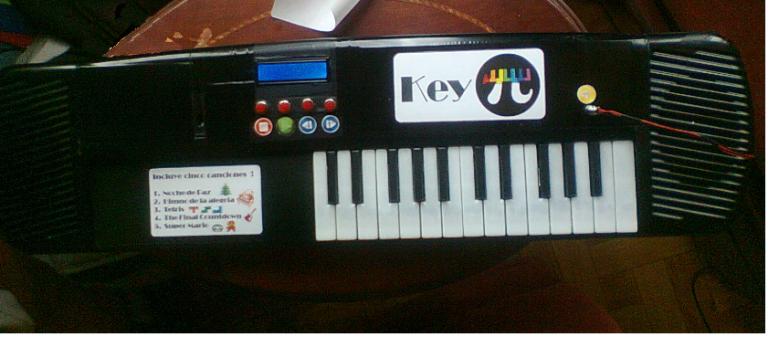 Key π
Incluye cinco canciones :
1. Noche de Paz
2. Himno de la alegria
3. Tetris
4. The Final Countdown
5. Super Mario